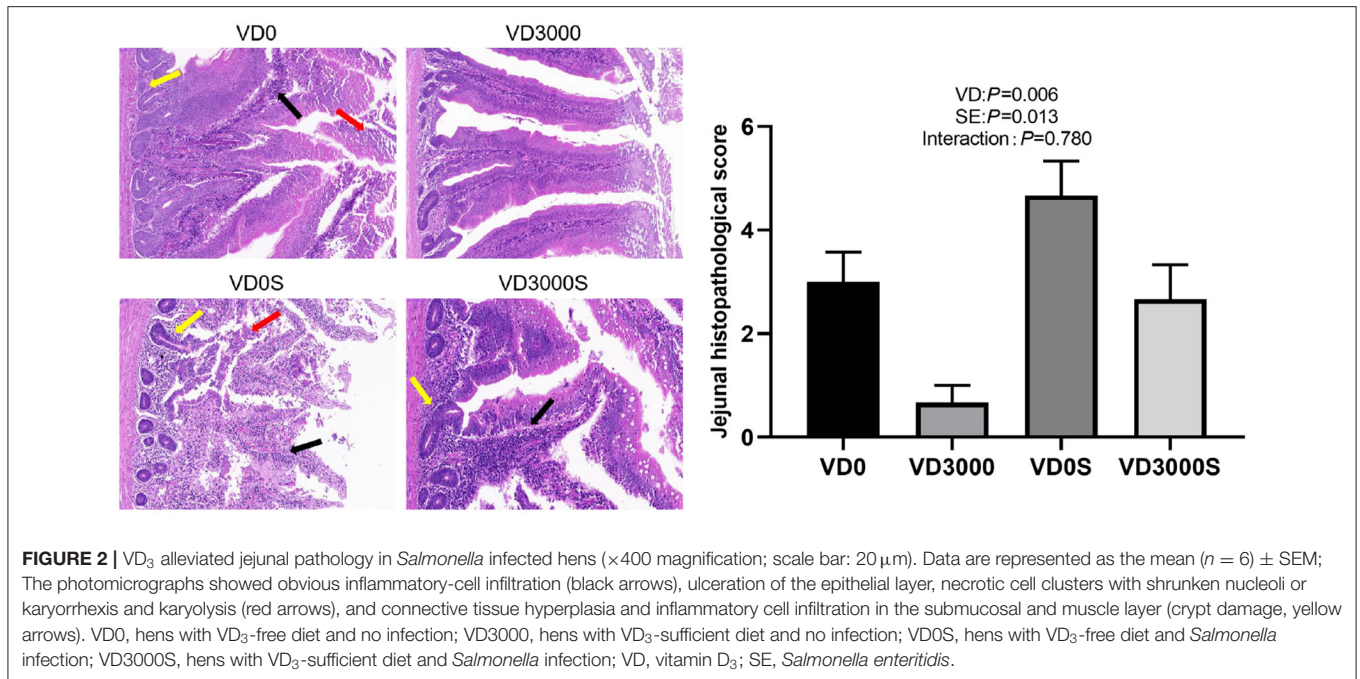 VD0
VD3000
VD0S
VD3000S
VD:P=0.006
SE:P=0.013
Interaction: P=0.780
Jejunal histopathological score
6
4
2
0
VD0
VD3000
VD0S
VD3000S
FIGURE 2 | VD₃ alleviated jejunal pathology in Salmonella infected hens (×400 magnification; scale bar: 20 μm). Data are represented as the mean (n = 6) ± SEM;
The photomicrographs showed obvious inflammatory-cell infiltration (black arrows), ulceration of the epithelial layer, necrotic cell clusters with shrunken nucleoli or
karyorrhexis and karyolysis (red arrows), and connective tissue hyperplasia and inflammatory cell infiltration in the submucosal and muscle layer (crypt damage, yellow
arrows). VD0, hens with VD₃-free diet and no infection; VD3000, hens with VD₃-sufficient diet and no infection; VD0S, hens with VD₃-free diet and Salmonella
infection; VD3000S, hens with VD₃-sufficient diet and Salmonella infection; VD, vitamin D₃; SE, Salmonella enteritidis.